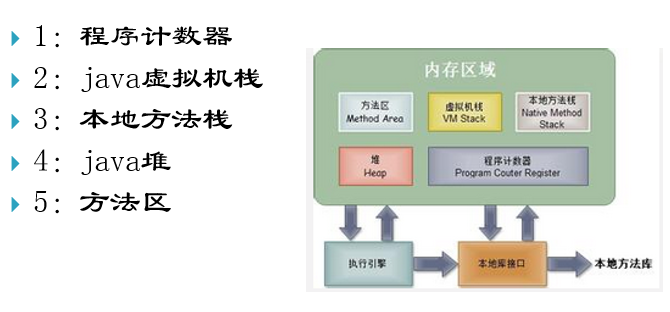 1: 程序计数器
2: java虚拟机栈
3: 本地方法栈
4: java堆
5: 方法区
内存区域
方法区
Method Area
虚拟机栈
VM Stack
本地方法栈
Native Method
Stack
堆
Heap
程序计数器
Program Couter Register
执行引擎
本地库接口
本地方法库